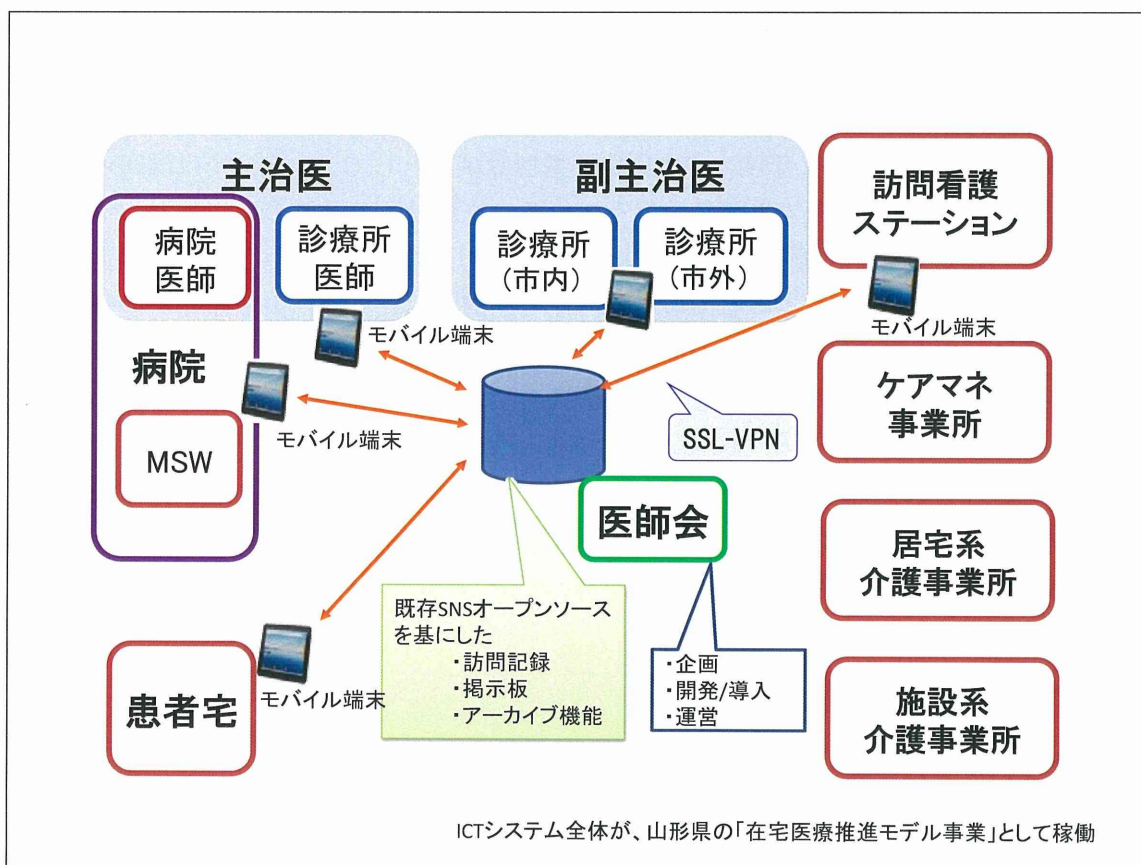 主治医
副主治医
訪問看護
ステーション
病院
医師
診療所
医師
診療所
(市内)
診療所
(市外)
モバイル端末
モバイル端末
病院
モバイル端末
MSW
SSL-VPN
ケアマネ
事業所
医師会
居宅系
介護事業所
既存SNSオープンソース
を基にした
・訪問記録
・掲示板
・アーカイブ機能
・企画
・開発/導入
・運営
患者宅
モバイル端末
施設系
介護事業所
ICTシステム全体が、山形県の「在宅医療推進モデル事業」として稼働